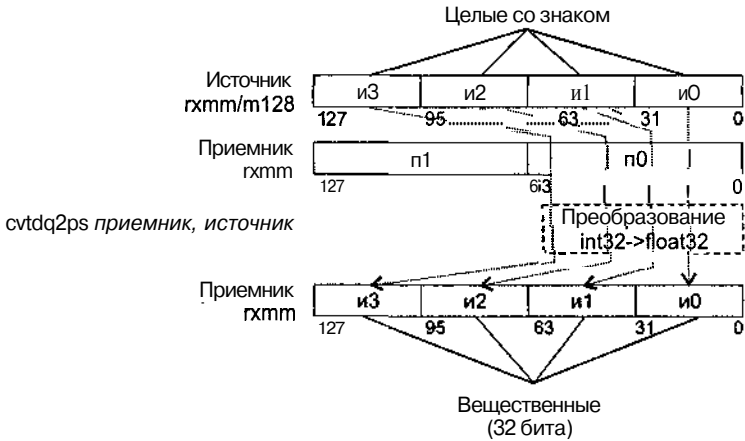 Целые со знаком
Источник
rxmm/m128
и3 и2 и1 и0
127 95 63 31 0
Приемник
rxmm
п1 п0
127 63 0
cvtdq2ps приемник, источник
Преобразование
int32->float32
Приемник
rxmm
и3 и2 и1 и0
127 95 63 31 0
Вещественные
(32 бита)